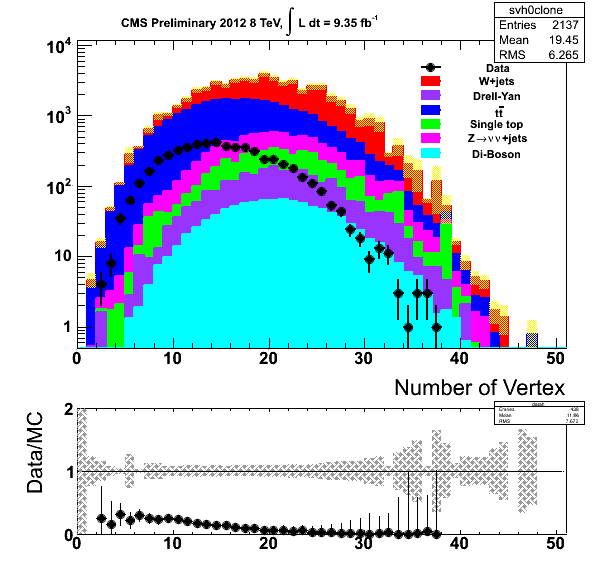 CMS Preliminary 2012 8 TeV, ∫ L dt = 9.35 fb⁻¹
svh0clone
Entries 2137
Mean 19.45
RMS 6.265
10⁴
10³
10²
10
1
Data
W+jets
Drell-Yan
tt̅
Single top
Z→νν+jets
Di-Boson
0 10 20 30 40 50
Number of Vertex
Data/MC
2
1
0
Entries 438
Mean 11.86
RMS 7.673
0 10 20 30 40 50